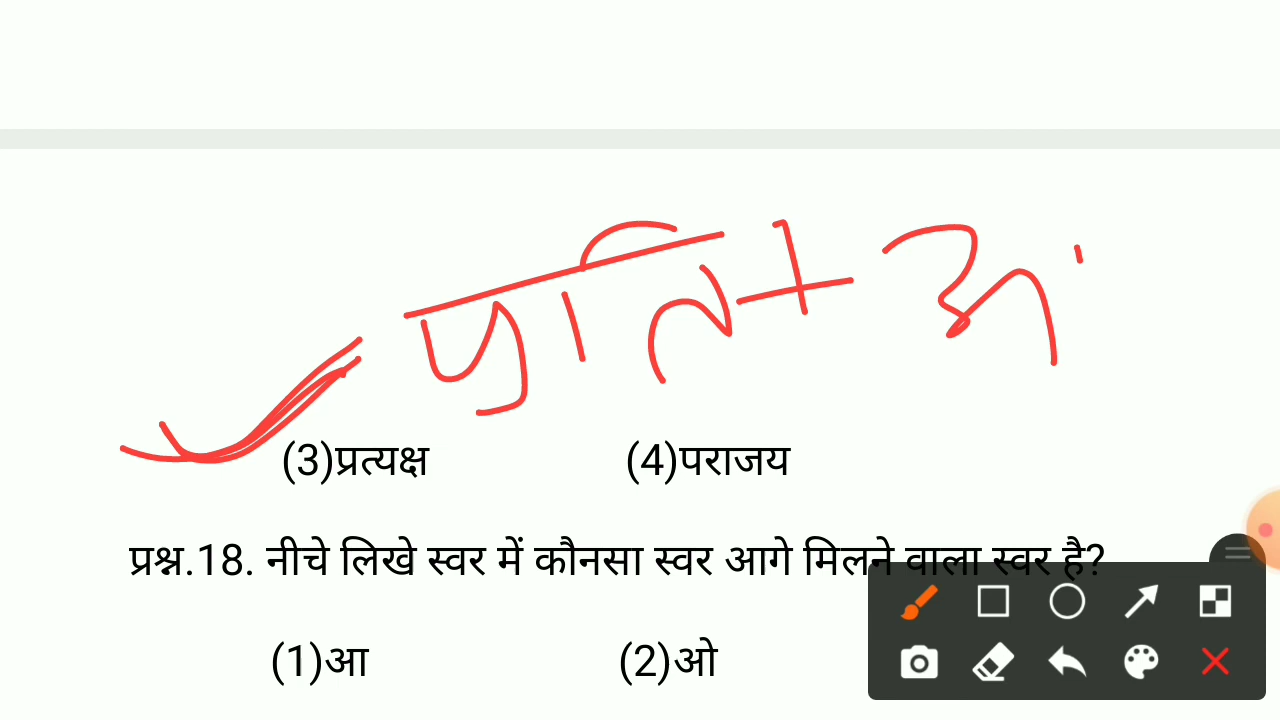 प्रति + अ
(3)प्रत्यक्ष (4)पराजय
प्रश्न.18. नीचे लिखे स्वर में कौनसा स्वर आगे मिलने वाला स्वर है?
(1)आ (2)ओ